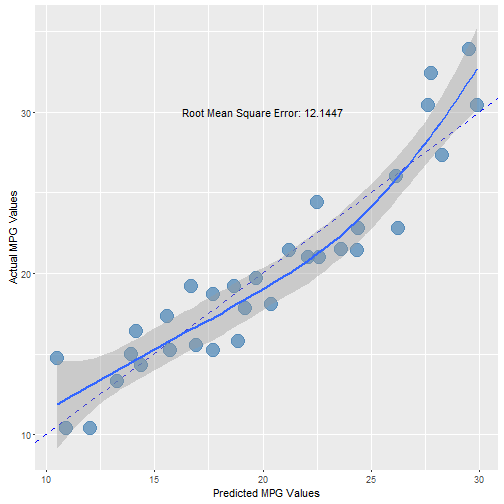 Root Mean Square Error: 12.1447
Actual MPG Values
30
20
10
10 15 20 25 30
Predicted MPG Values